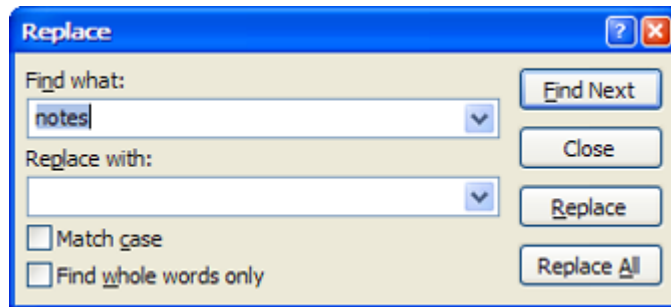 Replace
Find what:
notes
Replace with:
Match case
Find whole words only
Find Next
Close
Replace
Replace All